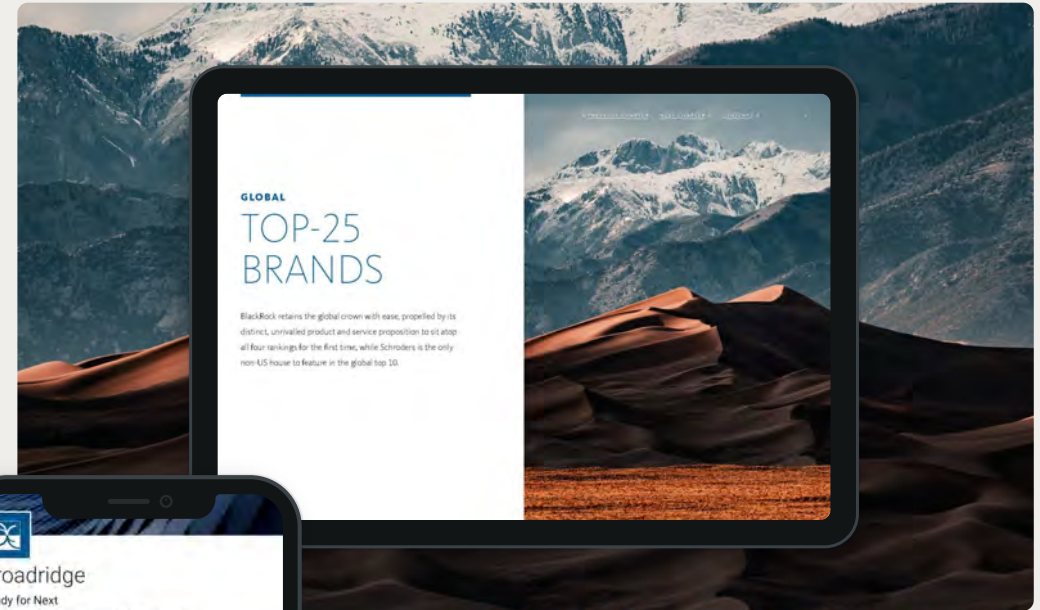 GLOBAL
TOP-25
BRANDS
BlackRock retains the global crown with ease, propelled by its
distinct, unrivalled product and service proposition to sit atop
all four rankings for the first time, while Schroders is the only
non-US house to feature in the global top 10.
roadridge
dy for Next